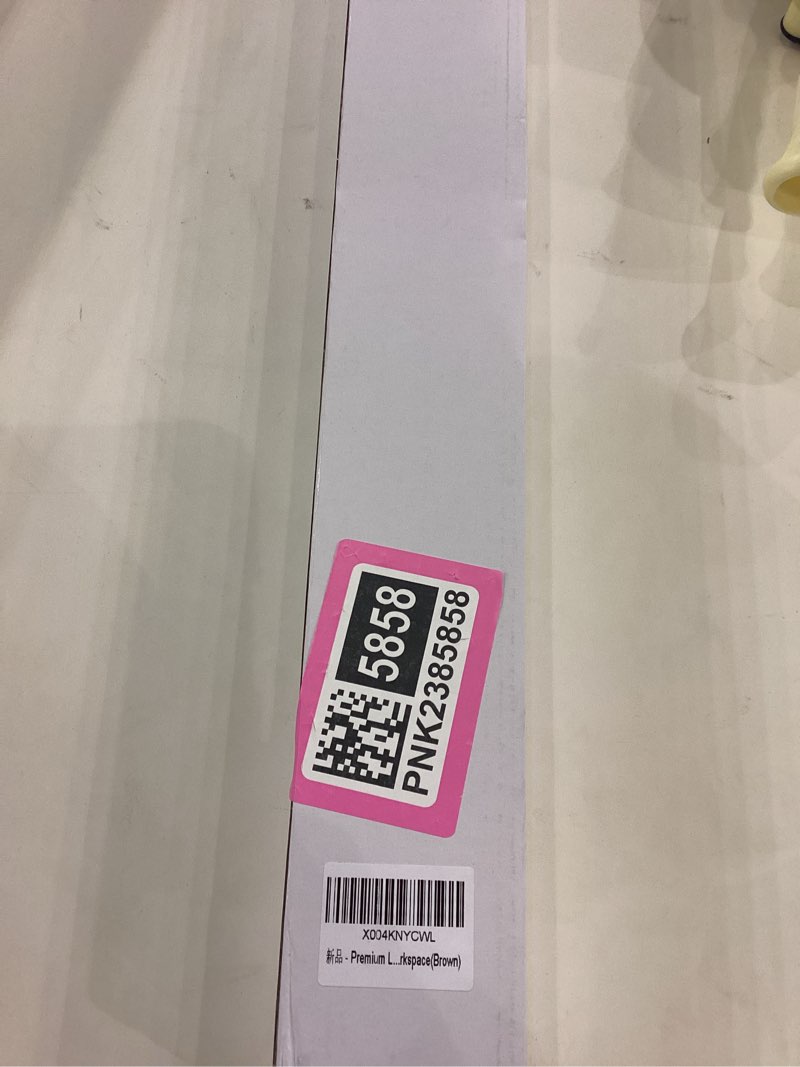 5858
PNK2385858
X004KNYCWL
新品 - Premium L...rkspace(Brown)